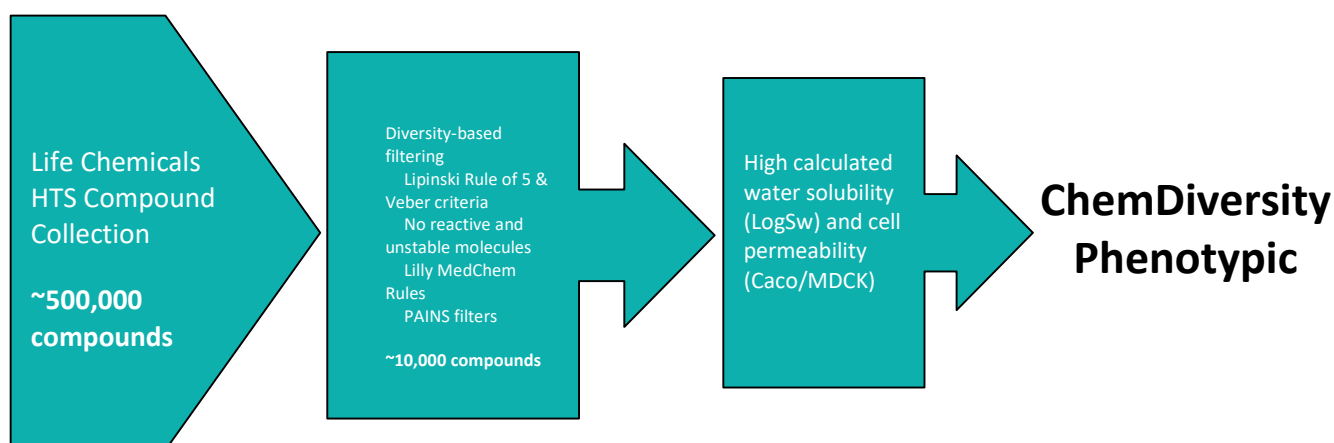 Life Chemicals
HTS Compound
Collection
~500,000
compounds
Diversity-based
filtering
Lipinski Rule of 5 &
Veber criteria
No reactive and
unstable molecules
Lilly MedChem
Rules
PAINS filters
~10,000 compounds
High calculated
water solubility
(LogSw) and cell
permeability
(Caco/MDCK)
ChemDiversity
Phenotypic